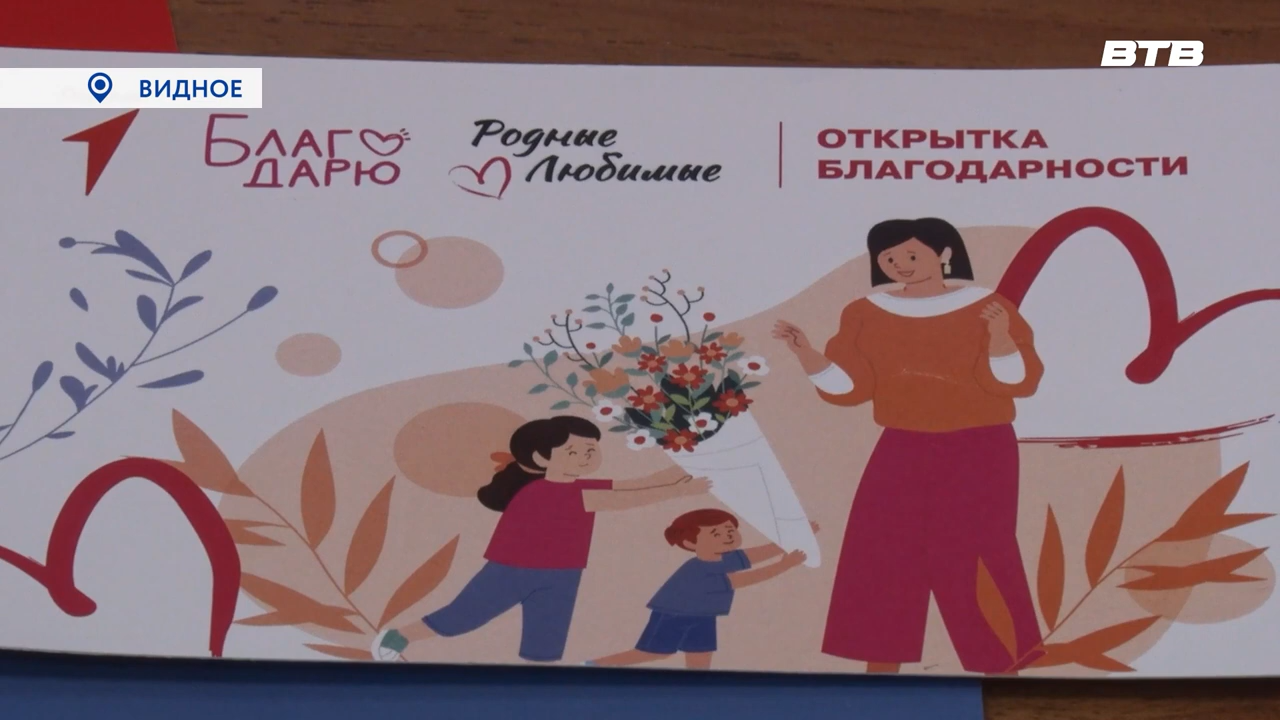 ВТВ
ВИДНОЕ
БЛАГО
ДАРЮ
Родные
Любимые
ОТКРЫТКА
БЛАГОДАРНОСТИ